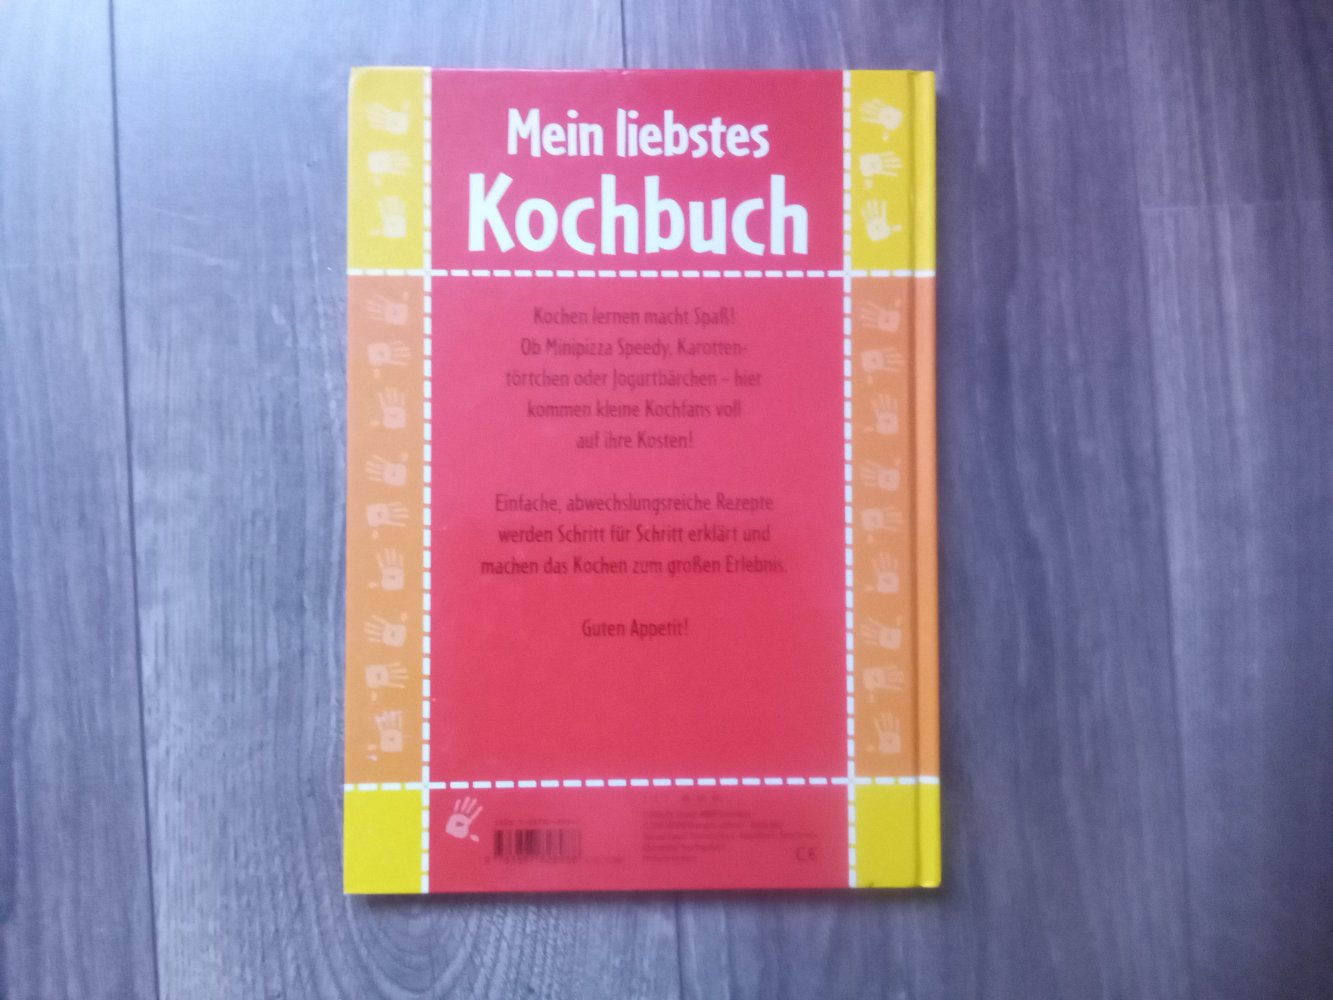 Mein liebstes
Kochbuch
Kochen lernen macht Spaß!
Ob Minipizza Speedy, Karotten-
törtchen oder Jogurtbärchen – hier
kommen kleine Kochfans voll
auf ihre Kosten!
Einfache, abwechslungsreiche Rezepte
werden Schritt für Schritt erklärt und
machen das Kochen zum großen Erlebnis.
Guten Appetit!
ISBN
CE